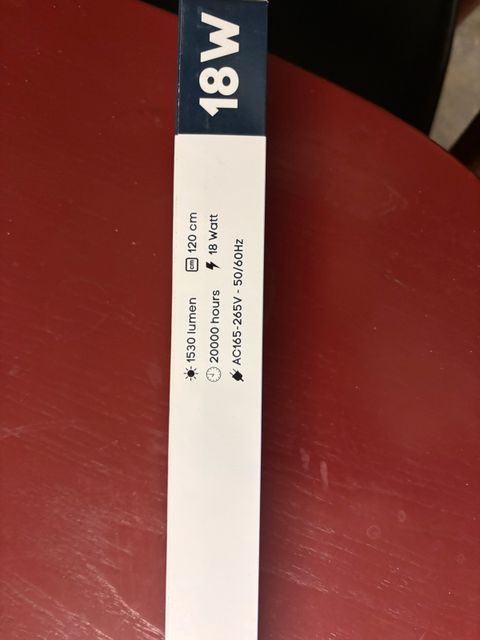 18W
1530 lumen 120 cm
20000 hours 18 Watt
AC165-265V - 50/60Hz